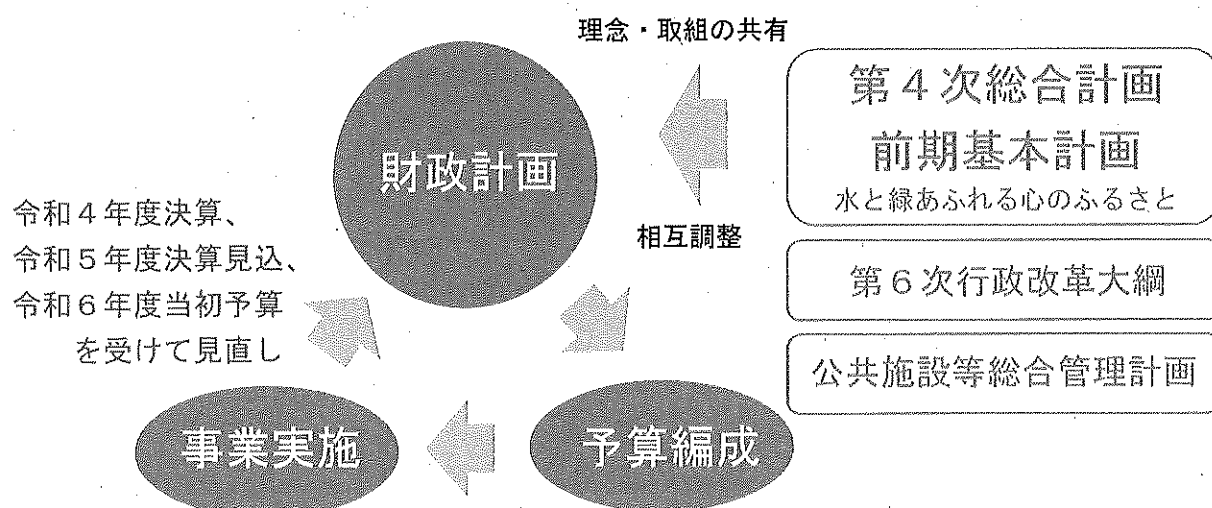 理念・取組の共有
財政計画
第4次総合計画
前期基本計画
水と緑あふれる心のふるさと
相互調整
令和4年度決算、
令和5年度決算見込、
令和6年度当初予算
を受けて見直し
第6次行政改革大綱
公共施設等総合管理計画
事業実施
予算編成